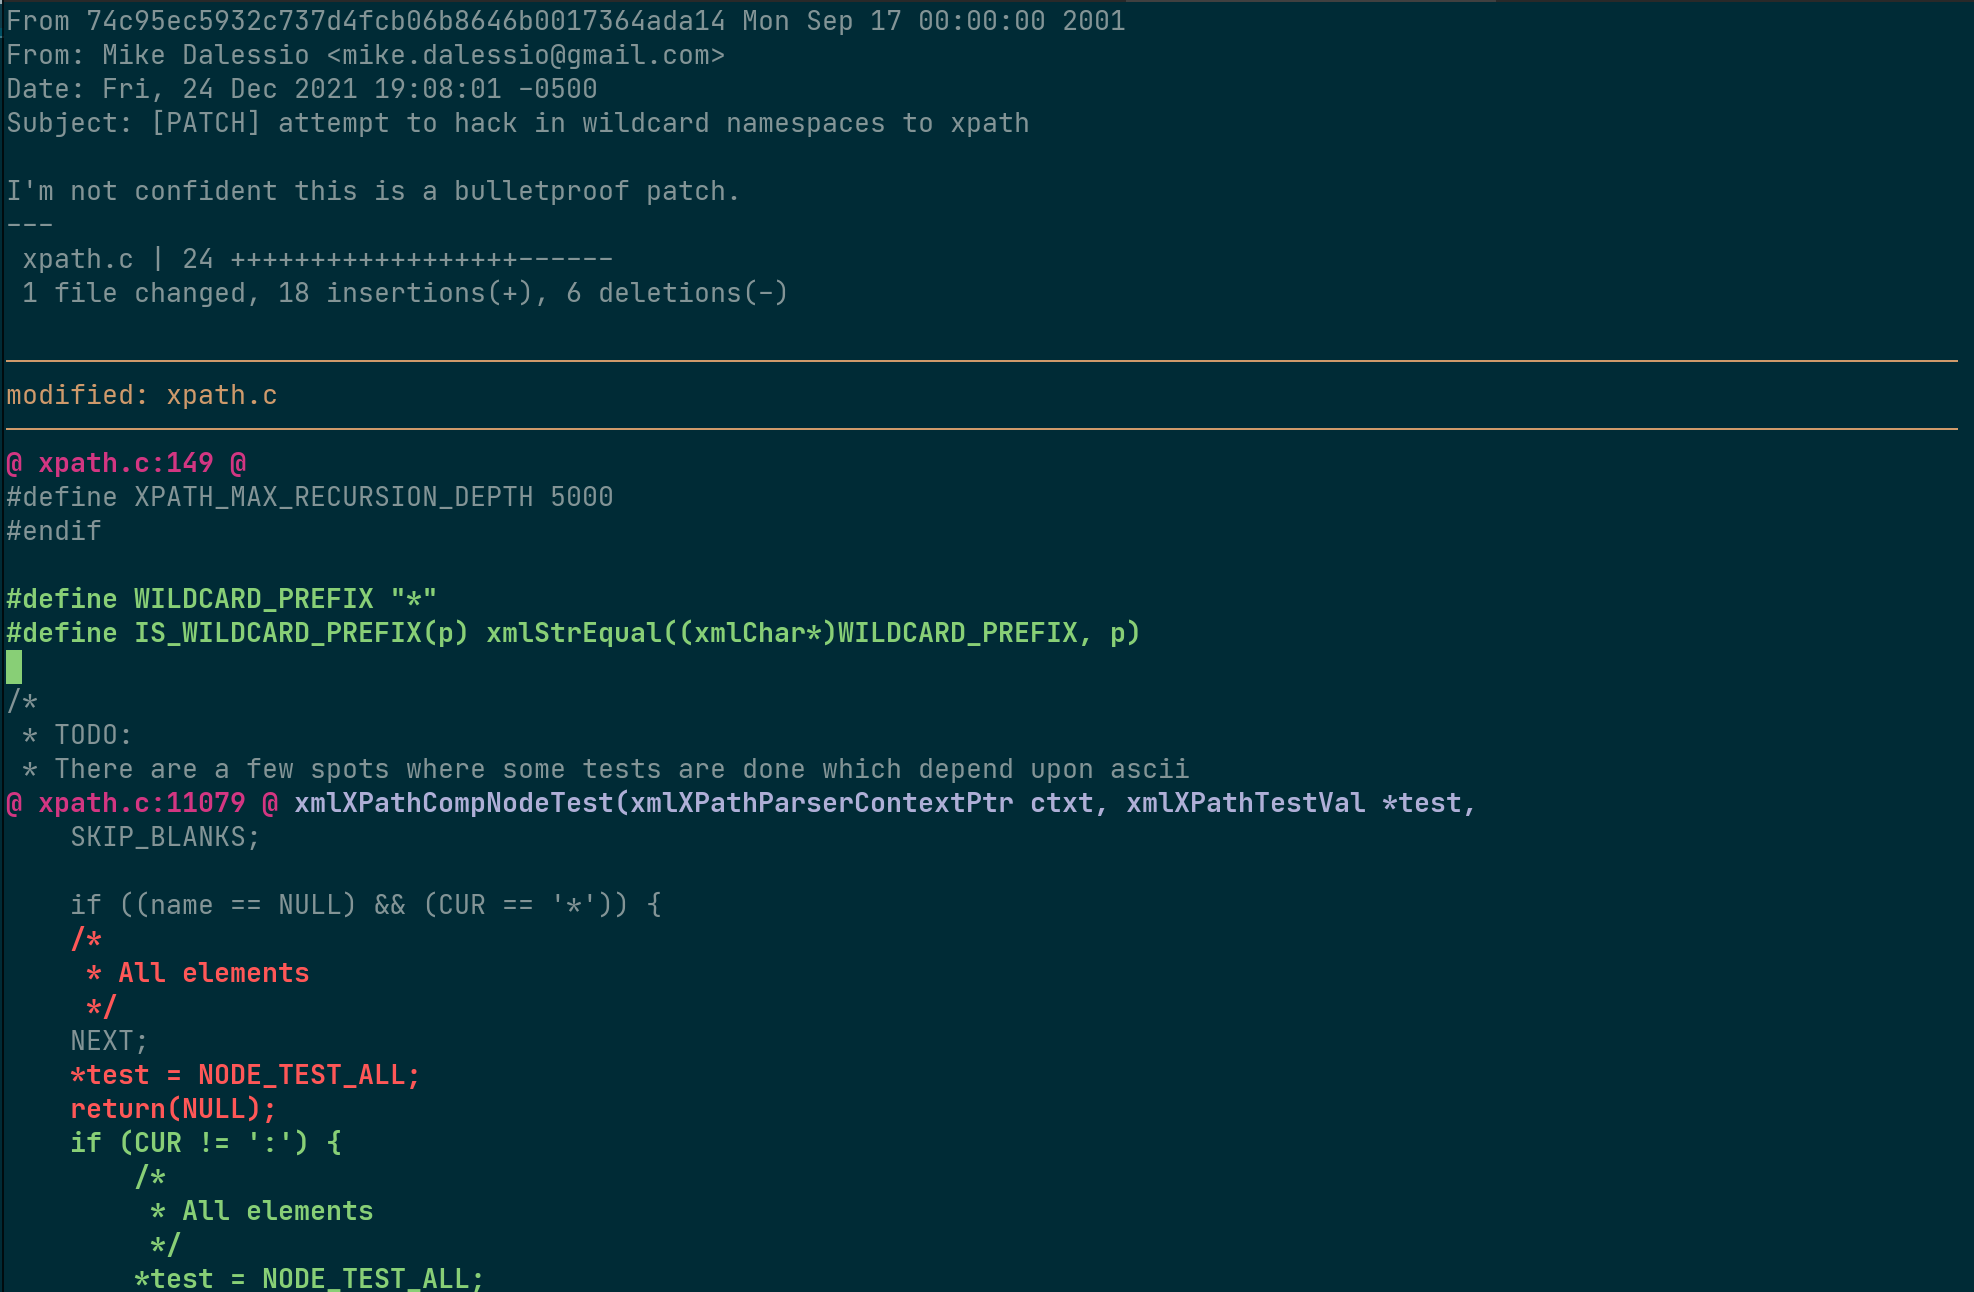 From 74c95ec5932c737d4fcb06b8646b0017364ada14 Mon Sep 17 00:00:00 2001
From: Mike Dalessio <mike.dalessio@gmail.com>
Date: Fri, 24 Dec 2021 19:08:01 -0500
Subject: [PATCH] attempt to hack in wildcard namespaces to xpath

I'm not confident this is a bulletproof patch.
---
 xpath.c | 24 ++++++++++++++++++------
 1 file changed, 18 insertions(+), 6 deletions(-)

modified: xpath.c
@ xpath.c:149 @
#define XPATH_MAX_RECURSION_DEPTH 5000
#endif

#define WILDCARD_PREFIX "*"
#define IS_WILDCARD_PREFIX(p) xmlStrEqual((xmlChar*)WILDCARD_PREFIX, p)

/*
 * TODO:
 * There are a few spots where some tests are done which depend upon ascii
@ xpath.c:11079 @ xmlXPathCompNodeTest(xmlXPathParserContextPtr ctxt, xmlXPathTestVal *test,
    SKIP_BLANKS;

    if ((name == NULL) && (CUR == '*')) {
    /*
     * All elements
     */
    NEXT;
    *test = NODE_TEST_ALL;
    return(NULL);
    if (CUR != ':') {
        /*
         * All elements
         */
        *test = NODE_TEST_ALL;